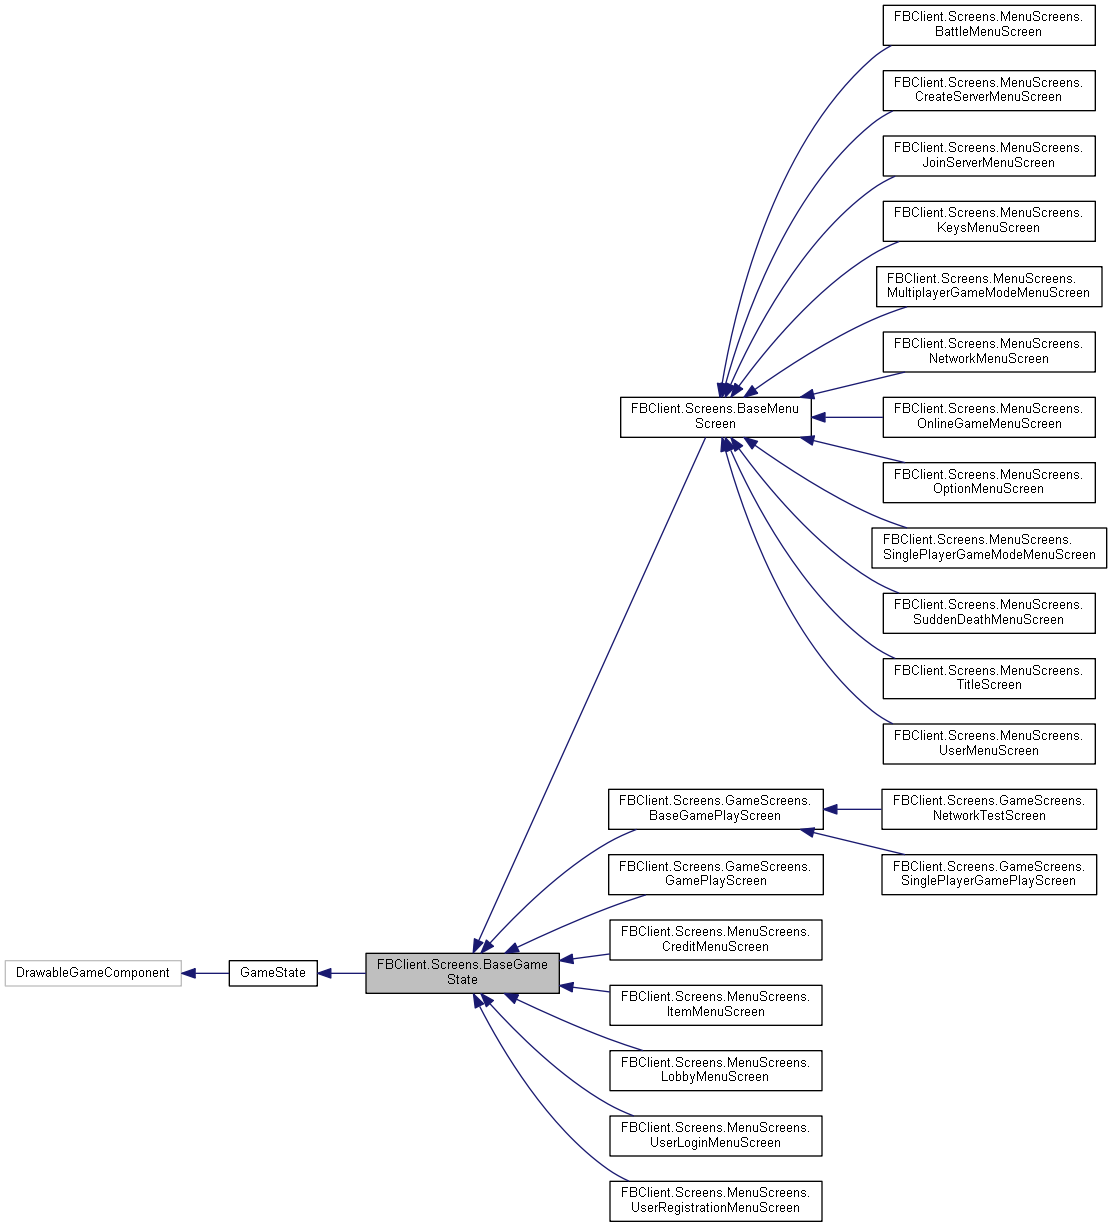 FBClient.Screens.MenuScreens.
BattleMenuScreen
FBClient.Screens.MenuScreens.
CreateServerMenuScreen
FBClient.Screens.MenuScreens.
JoinServerMenuScreen
FBClient.Screens.MenuScreens.
KeysMenuScreen
FBClient.Screens.MenuScreens.
MultiplayerGameModeMenuScreen
FBClient.Screens.MenuScreens.
NetworkMenuScreen
FBClient.Screens.BaseMenu
Screen
FBClient.Screens.MenuScreens.
OnlineGameMenuScreen
FBClient.Screens.MenuScreens.
OptionMenuScreen
FBClient.Screens.MenuScreens.
SinglePlayerGameModeMenuScreen
FBClient.Screens.MenuScreens.
SuddenDeathMenuScreen
FBClient.Screens.MenuScreens.
TitleScreen
FBClient.Screens.MenuScreens.
UserMenuScreen
FBClient.Screens.GameScreens.
BaseGamePlayScreen
FBClient.Screens.GameScreens.
NetworkTestScreen
FBClient.Screens.GameScreens.
GamePlayScreen
FBClient.Screens.GameScreens.
SinglePlayerGamePlayScreen
FBClient.Screens.MenuScreens.
CreditMenuScreen
DrawableGameComponent
GameState
FBClient.Screens.BaseGame
State
FBClient.Screens.MenuScreens.
ItemMenuScreen
FBClient.Screens.MenuScreens.
LobbyMenuScreen
FBClient.Screens.MenuScreens.
UserLoginMenuScreen
FBClient.Screens.MenuScreens.
UserRegistrationMenuScreen